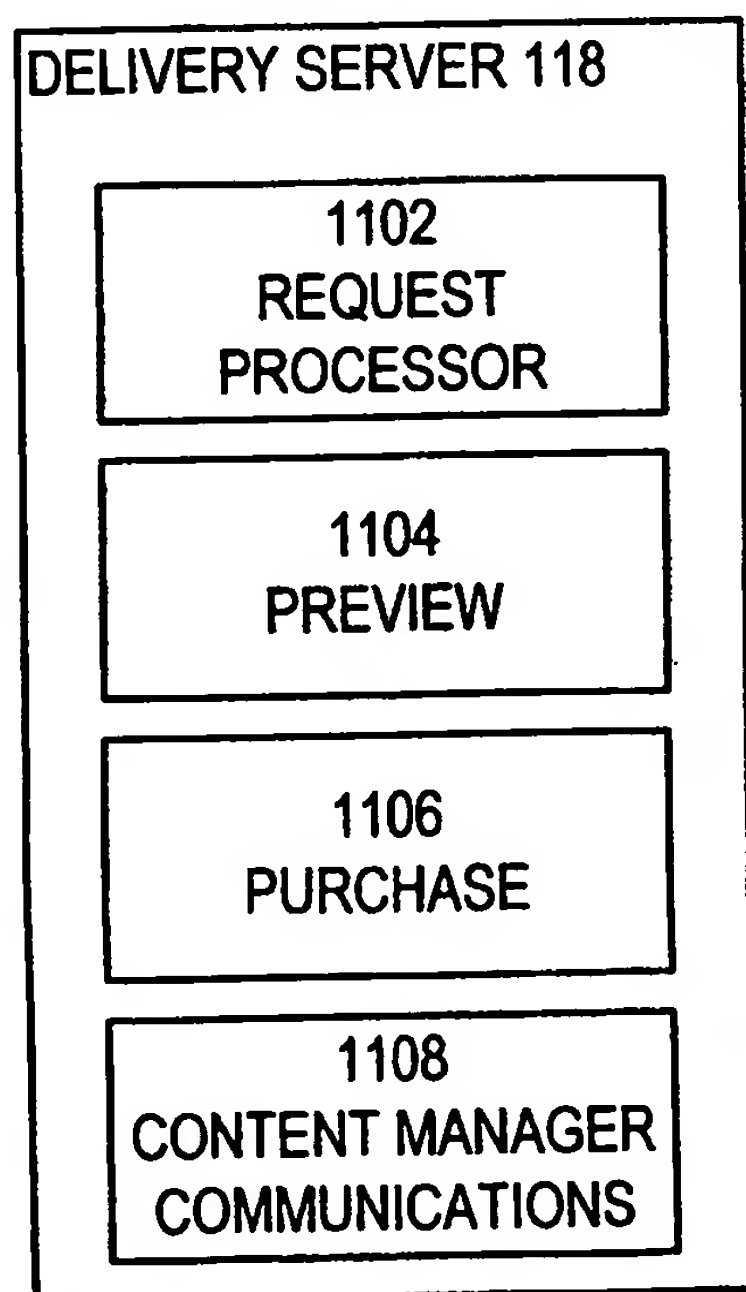 DELIVERY SERVER 118
1102
REQUEST
PROCESSOR
1104
PREVIEW
1106
PURCHASE
1108
CONTENT MANAGER
COMMUNICATIONS